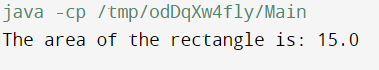 java -cp /tmp/odDqXw4fly/Main
The area of the rectangle is: 15.0